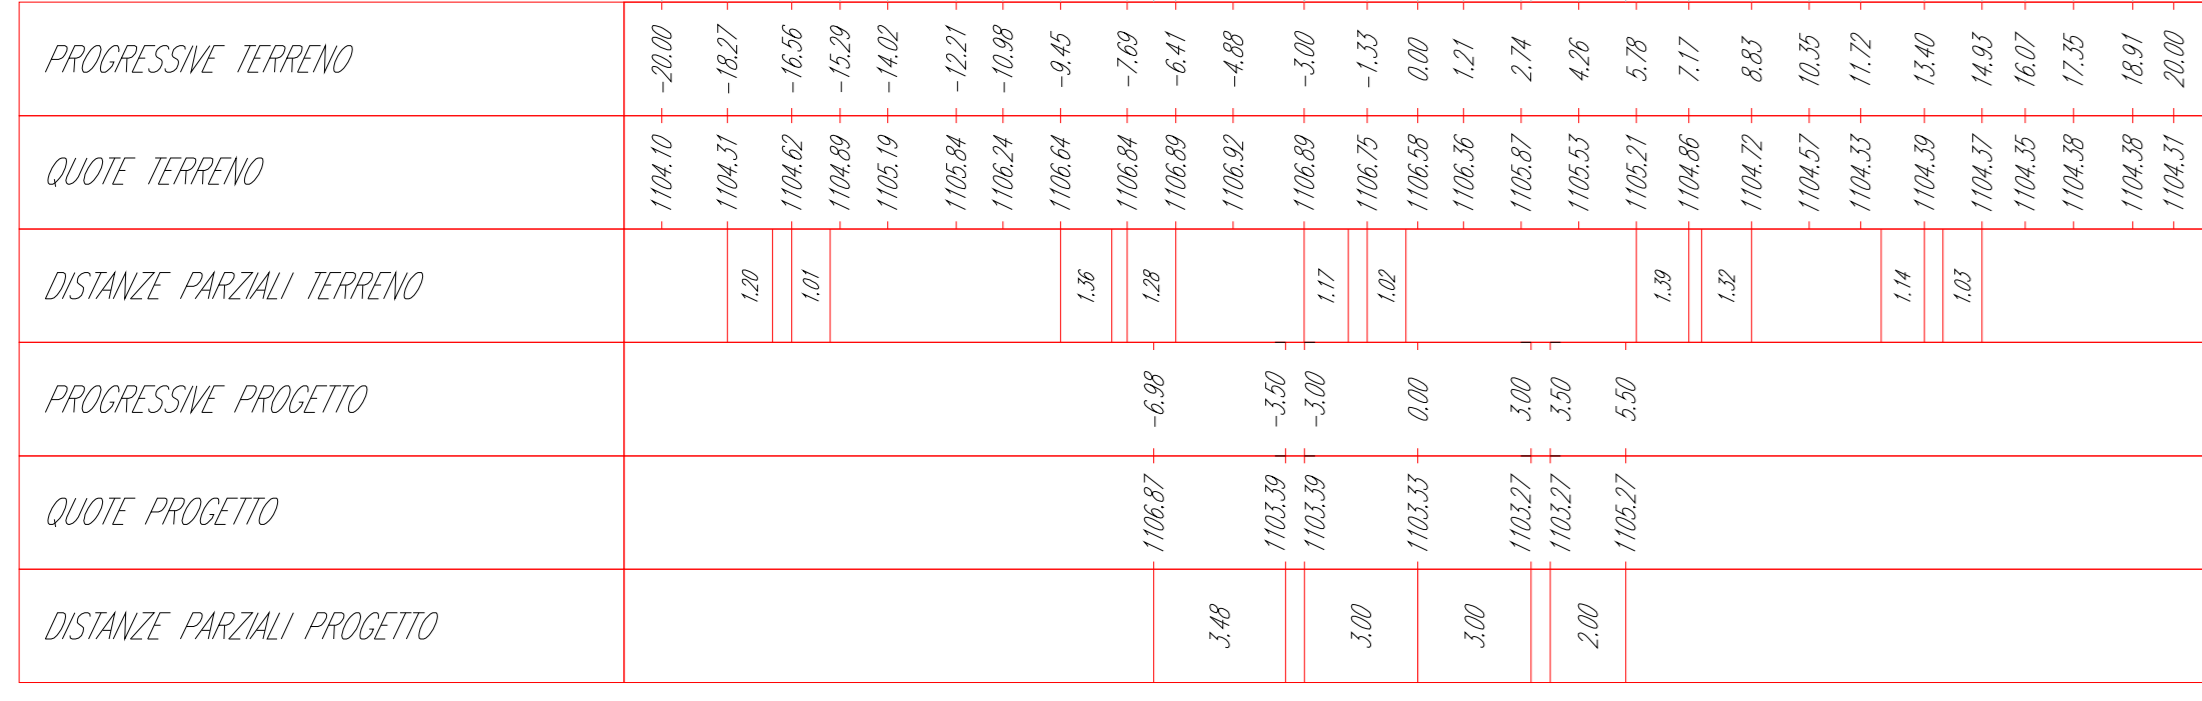 PROGRESSIVE TERRENO -20.00 -18.27 -16.56 -15.29 -14.02 -12.21 -10.98 -9.45 -7.69 -6.41 -4.88 -3.00 -1.33 0.00 1.21 2.74 4.26 5.78 7.17 8.83 10.35 11.72 13.40 14.93 16.07 17.35 18.91 20.00
QUOTE TERRENO 1104.10 1104.31 1104.62 1104.89 1105.19 1105.84 1106.24 1106.64 1106.84 1106.89 1106.92 1106.89 1106.75 1106.58 1106.36 1105.87 1105.53 1105.21 1104.86 1104.72 1104.57 1104.33 1104.39 1104.37 1104.35 1104.38 1104.38 1104.31
DISTANZE PARZIALI TERRENO 1.20 1.01 1.36 1.28 1.17 1.02 1.39 1.32 1.14 1.03
PROGRESSIVE PROGETTO -6.98 -3.50 -3.00 0.00 3.00 3.50 5.50
QUOTE PROGETTO 1106.87 1103.39 1103.39 1103.33 1103.27 1103.27 1105.27
DISTANZE PARZIALI PROGETTO 3.48 3.00 3.00 2.00